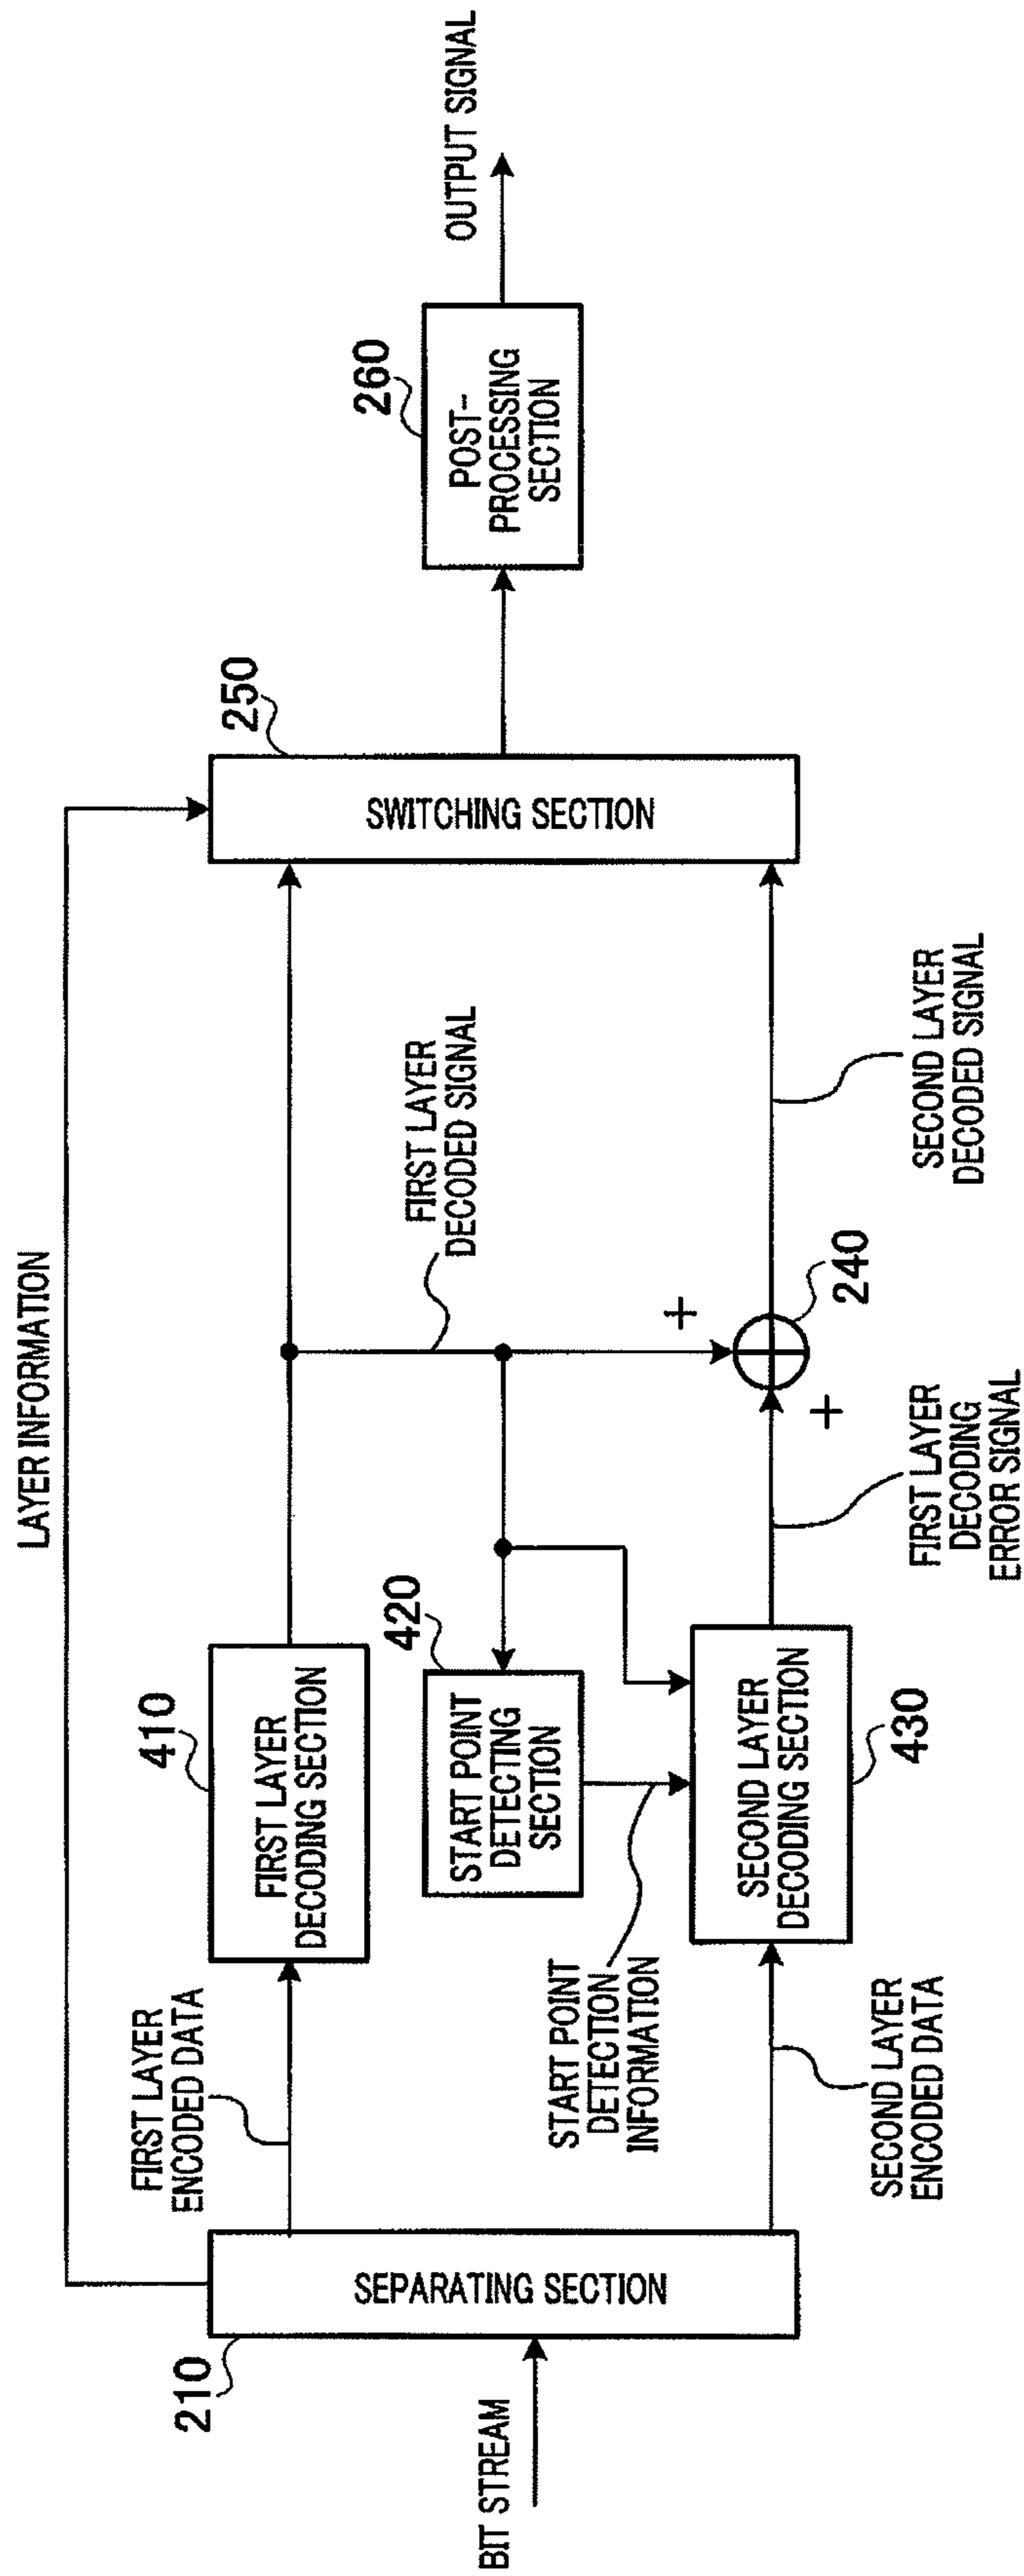 LAYER INFORMATION
BIT STREAM
210
SEPARATING SECTION
FIRST LAYER
ENCODED DATA
410
FIRST LAYER
DECODING SECTION
420
START POINT
DETECTING
SECTION
START POINT
DETECTION
INFORMATION
SECOND LAYER
ENCODED DATA
SECOND LAYER
DECODING SECTION
430
FIRST LAYER
DECODED SIGNAL
+
+
240
FIRST LAYER
DECODING
ERROR SIGNAL
SECOND LAYER
DECODED SIGNAL
250
SWITCHING SECTION
260
POST-
PROCESSING
SECTION
OUTPUT SIGNAL